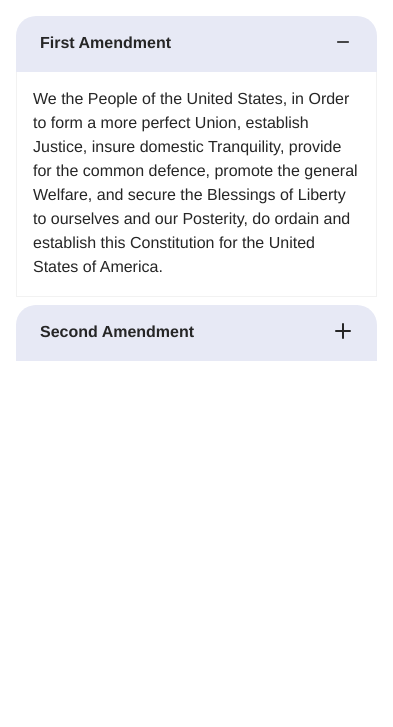 First Amendment
We the People of the United States, in Order
to form a more perfect Union, establish
Justice, insure domestic Tranquility, provide
for the common defence, promote the general
Welfare, and secure the Blessings of Liberty
to ourselves and our Posterity, do ordain and
establish this Constitution for the United
States of America.
Second Amendment